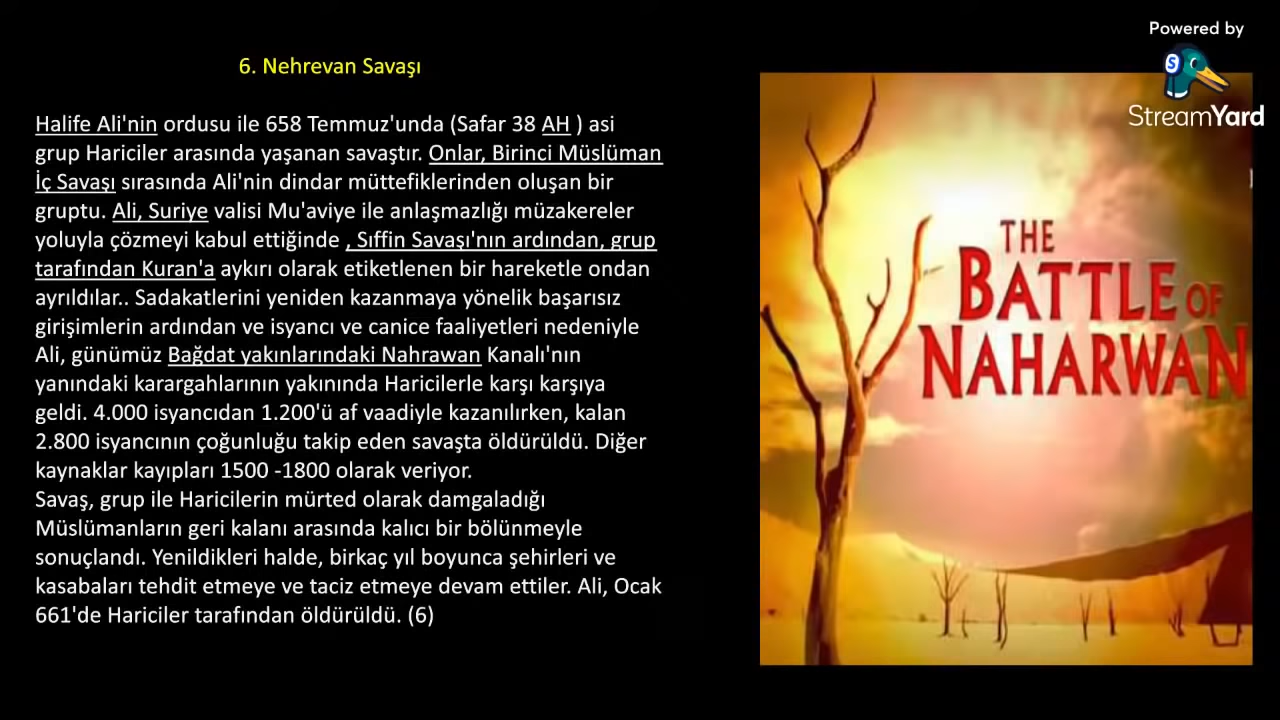 Powered by
StreamYard
6. Nehrevan Savaşı
Halife Ali'nin ordusu ile 658 Temmuz'unda (Safar 38 AH ) asi
grup Hariciler arasında yaşanan savaştır. Onlar, Birinci Müslüman
İç Savaşı sırasında Ali'nin dindar müttefiklerinden oluşan bir
gruptu. Ali, Suriye valisi Mu'aviye ile anlaşmazlığı müzakereler
yoluyla çözmeyi kabul ettiğinde , Sıffin Savaşı'nın ardından, grup
tarafından Kuran'a aykırı olarak etiketlenen bir hareketle ondan
ayrıldılar.. Sadakatlerini yeniden kazanmaya yönelik başarısız
girişimlerin ardından ve isyancı ve canice faaliyetleri nedeniyle
Ali, günümüz Bağdat yakınlarındaki Nahrawan Kanalı'nın
yanındaki karargahlarının yakınında Haricilerle karşı karşıya
geldi. 4.000 isyancıdan 1.200'ü af vaadiyle kazanılırken, kalan
2.800 isyancının çoğunluğu takip eden savaşta öldürüldü. Diğer
kaynaklar kayıpları 1500 -1800 olarak veriyor.
Savaş, grup ile Haricilerin mürted olarak damgaladığı
Müslümanların geri kalanı arasında kalıcı bir bölünmeyle
sonuçlandı. Yenildikleri halde, birkaç yıl boyunca şehirleri ve
kasabaları tehdit etmeye ve taciz etmeye devam ettiler. Ali, Ocak
661'de Hariciler tarafından öldürüldü. (6)
THE
BATTLE OF
NAHARWAN